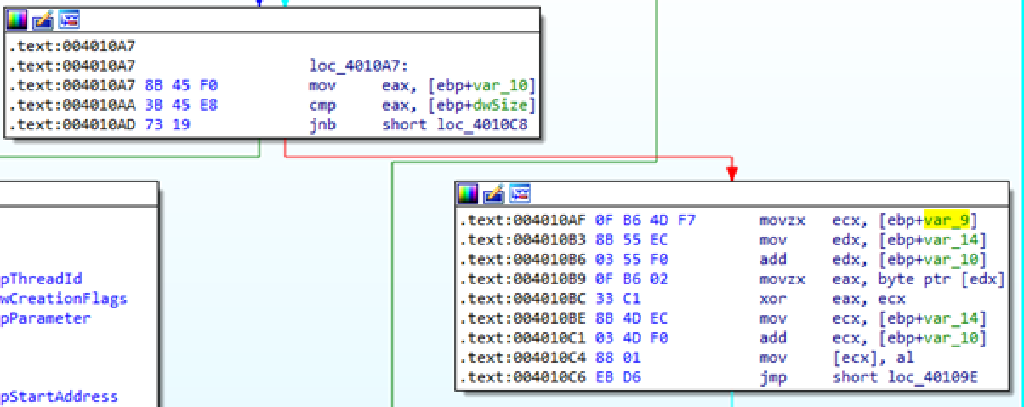 .text:004010A7
.text:004010A7 loc_4010A7:
.text:004010A7 8B 45 F0 mov eax, [ebp+var_10]
.text:004010AA 3B 45 E8 cmp eax, [ebp+dwSize]
.text:004010AD 73 19 jnb short loc_4010C8
.text:004010AF 0F B6 4D F7 movzx ecx, [ebp+var_9]
.text:004010B3 8B 55 EC mov edx, [ebp+var_14]
.text:004010B6 03 55 F0 add edx, [ebp+var_10]
.text:004010B9 0F B6 02 movzx eax, byte ptr [edx]
.text:004010BC 33 C1 xor eax, ecx
.text:004010BE 8B 4D EC mov ecx, [ebp+var_14]
.text:004010C1 03 4D F0 add ecx, [ebp+var_10]
.text:004010C4 88 01 mov [ecx], al
.text:004010C6 EB D6 jmp short loc_40109E
pThreadId
wCreationFlags
pParameter
pStartAddress